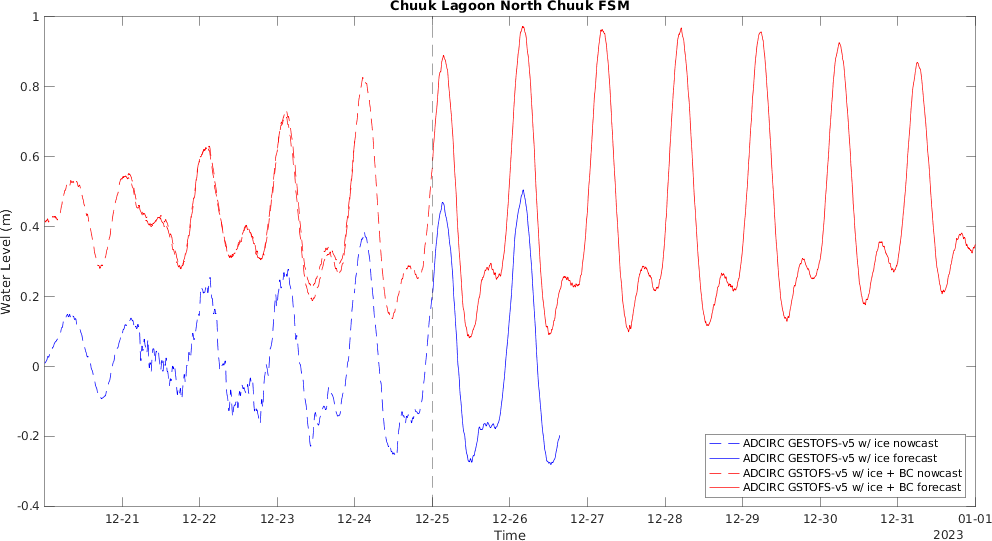 Chuuk Lagoon North Chuuk FSM
1
0.8
0.6
0.4
0.2
0
-0.2
-0.4
Water Level (m)
12-21 12-22 12-23 12-24 12-25 12-26 12-27 12-28 12-29 12-30 12-31 01-01
Time
2023
ADCIRC GESTOFS-v5 w/ ice nowcast
ADCIRC GESTOFS-v5 w/ ice forecast
ADCIRC GSTOFS-v5 w/ ice + BC nowcast
ADCIRC GSTOFS-v5 w/ ice + BC forecast